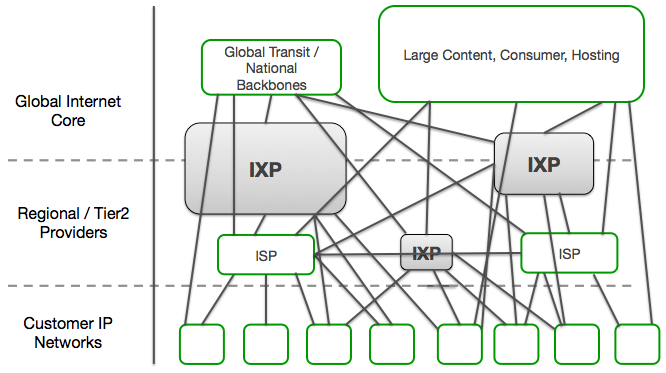 Global Transit /
National
Backbones
Large Content, Consumer, Hosting
Global Internet
Core
IXP
IXP
Regional / Tier2
Providers
ISP
IXP
ISP
Customer IP
Networks